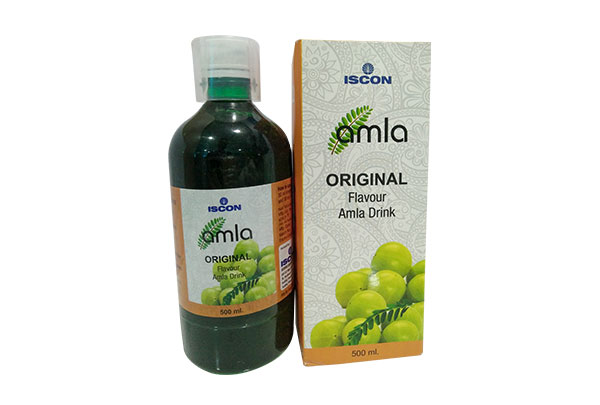 ISCON
amla
ORIGINAL
Flavour
Amla Drink
500 ml.
ISCON
amla
ORIGINAL
Flavour
Amla Drink
500 ml.